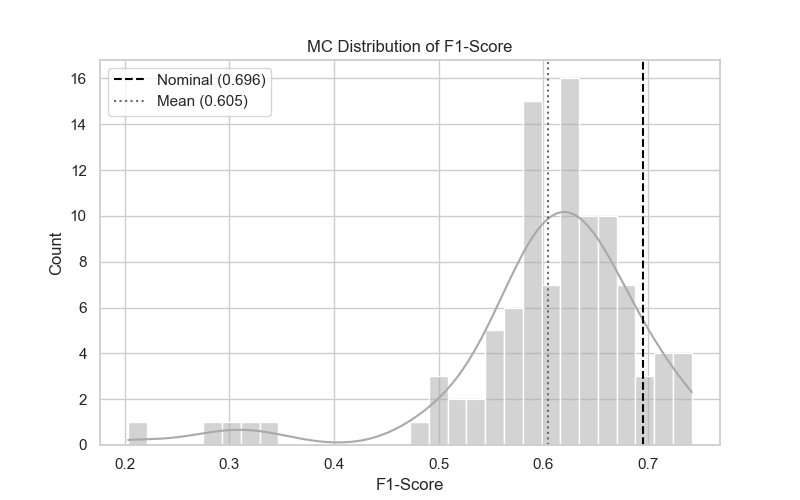 MC Distribution of F1-Score
Nominal (0.696)
Mean (0.605)
16
14
12
10
8
6
4
2
0
Count
0.2 0.3 0.4 0.5 0.6 0.7
F1-Score